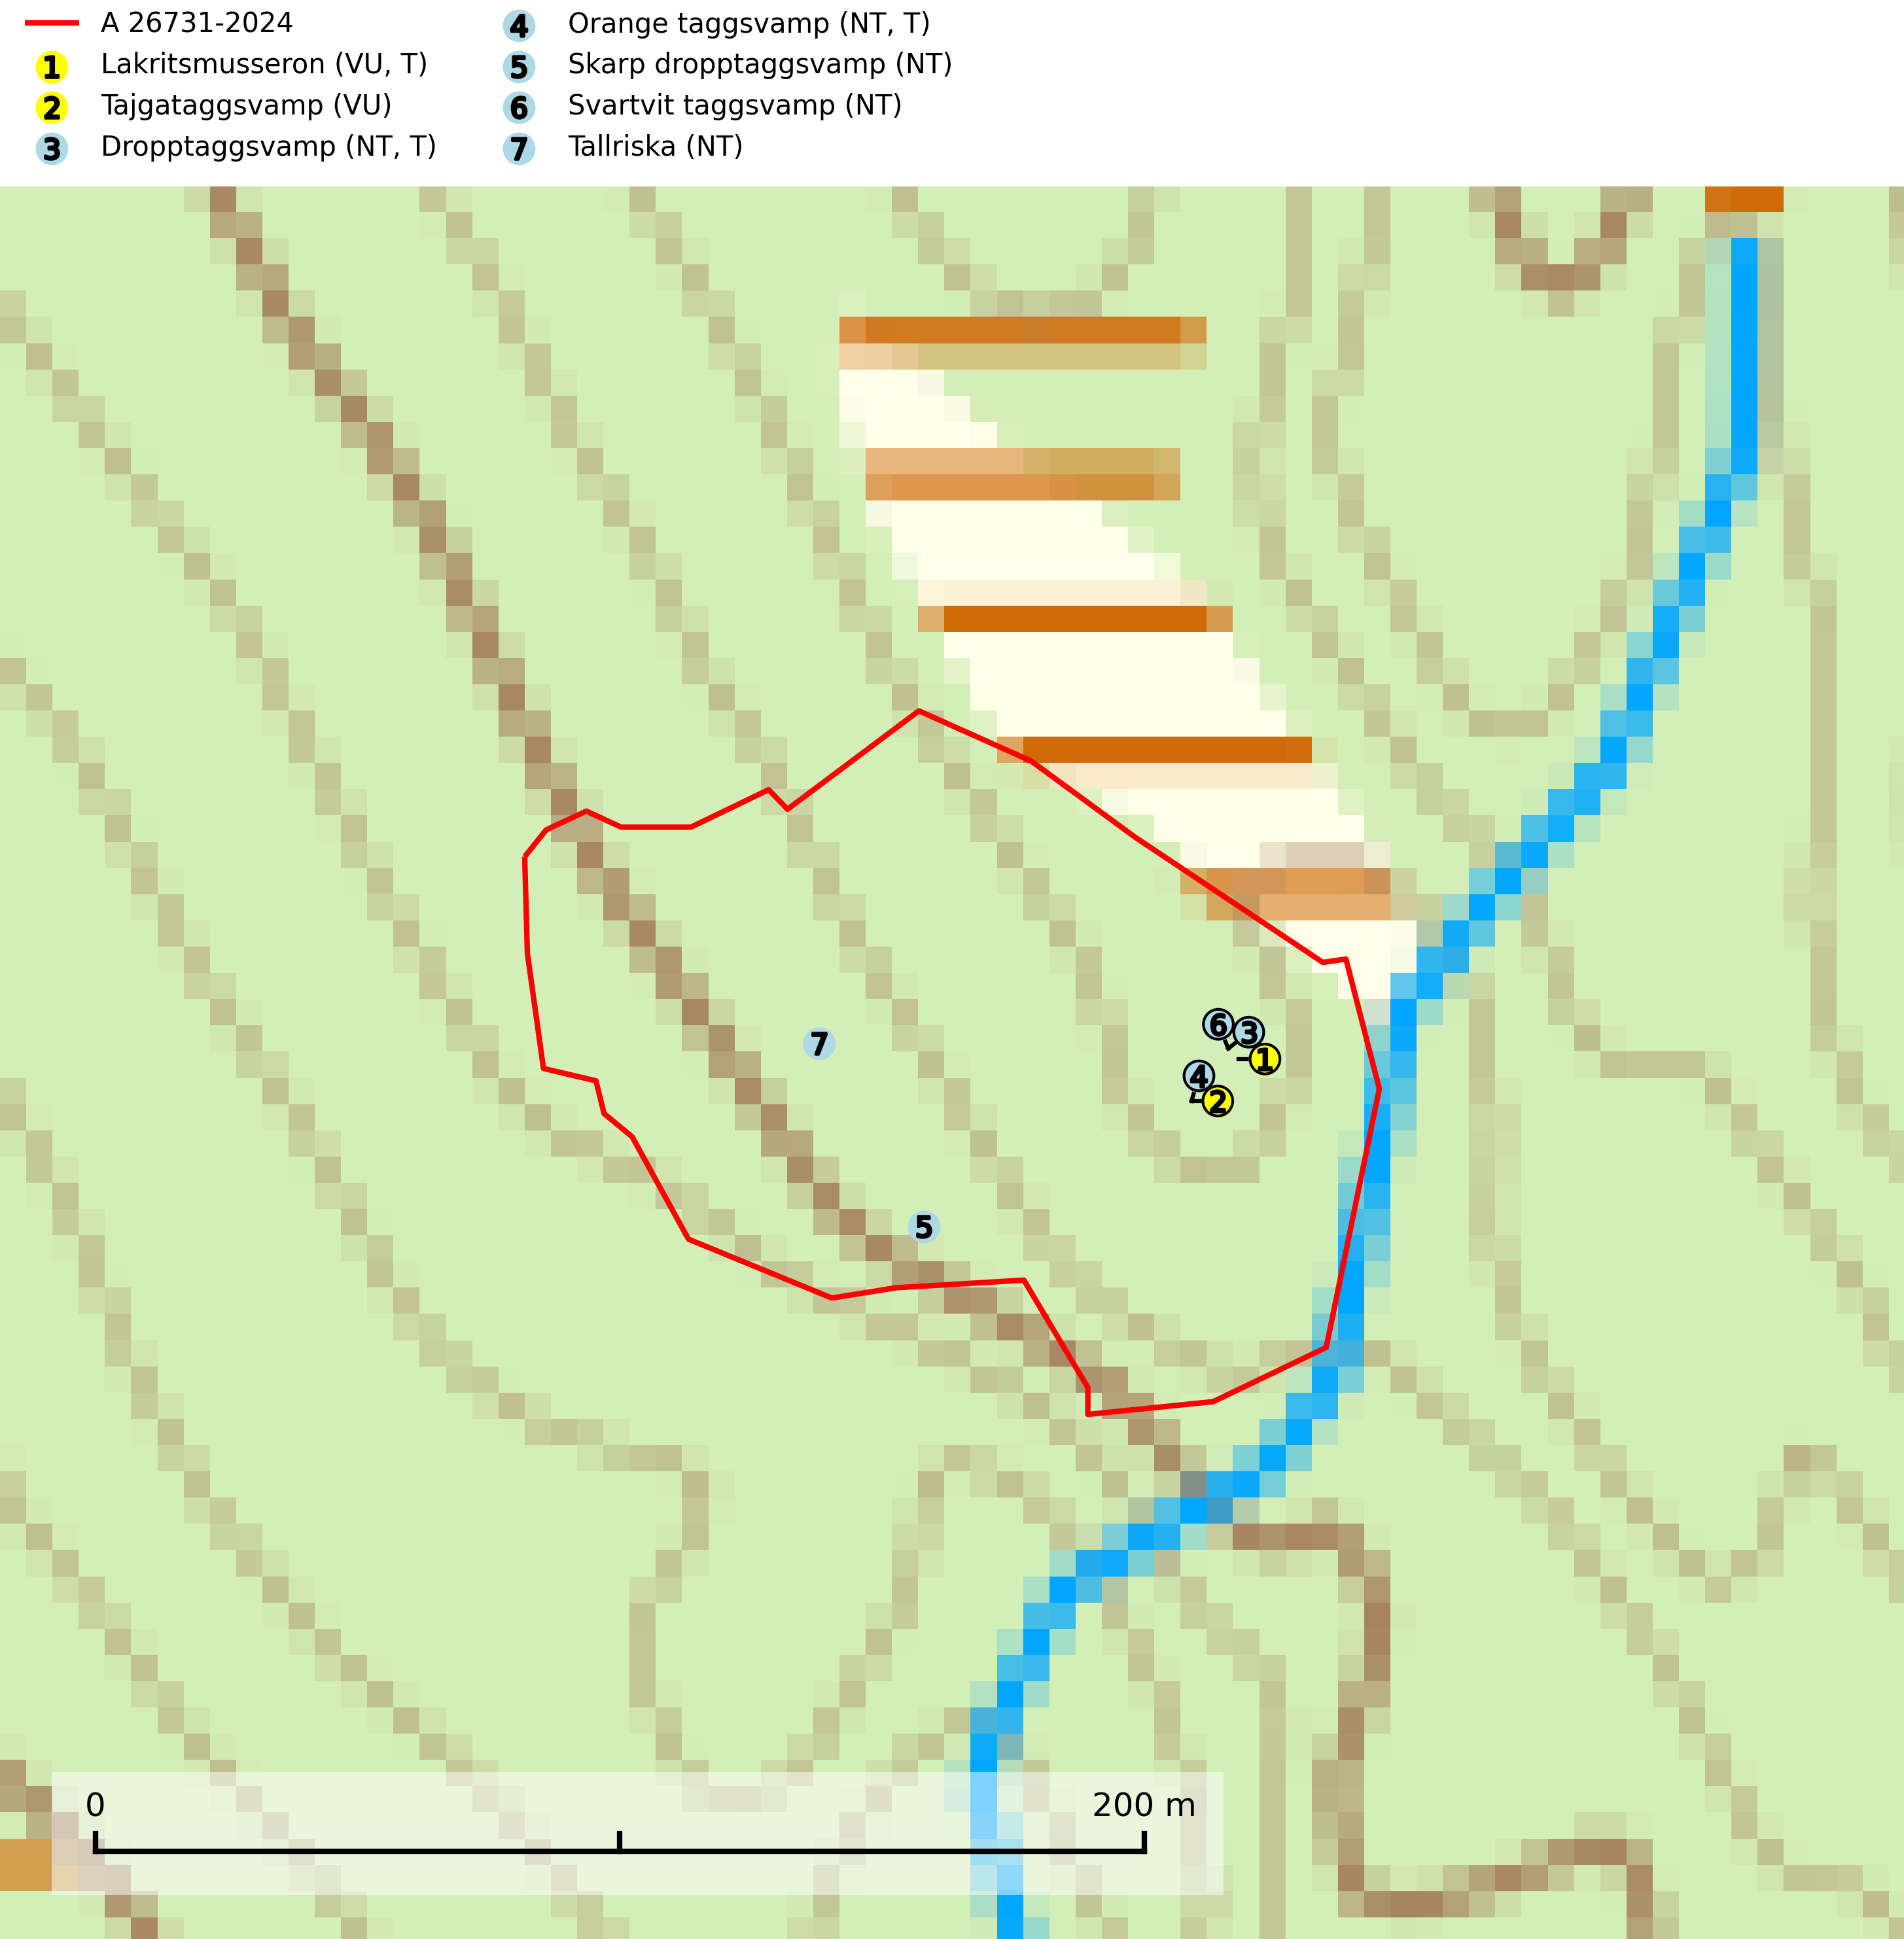 A 26731-2024
1 Lakritsmusseron (VU, T)
2 Tajgataggsvamp (VU)
3 Dropptaggsvamp (NT, T)
4 Orange taggsvamp (NT, T)
5 Skarp dropptaggsvamp (NT)
6 Svartvit taggsvamp (NT)
7 Tallriska (NT)
6 3
7 1
4
2
5
0 200 m